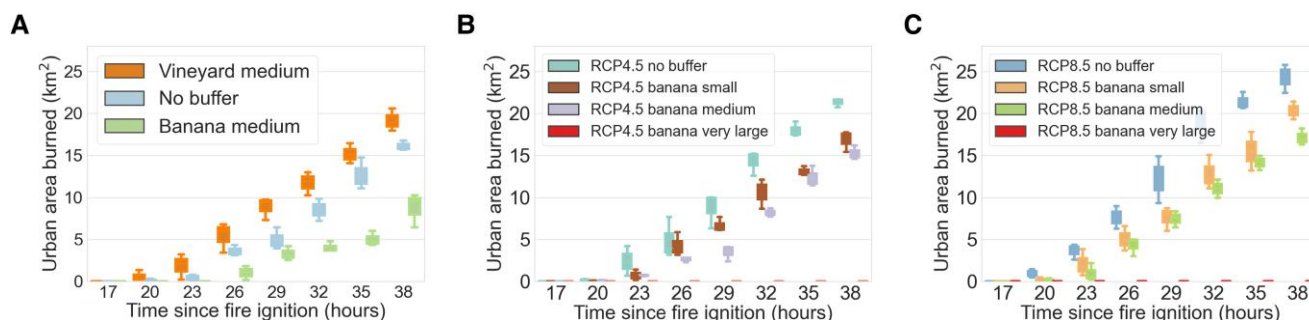 A
Urban area burned (km²)
25
20
15
10
5
0
Vineyard medium
No buffer
Banana medium
17 20 23 26 29 32 35 38
Time since fire ignition (hours)
B
Urban area burned (km²)
25
20
15
10
5
0
RCP4.5 no buffer
RCP4.5 banana small
RCP4.5 banana medium
RCP4.5 banana very large
17 20 23 26 29 32 35 38
Time since fire ignition (hours)
C
Urban area burned (km²)
25
20
15
10
5
0
RCP8.5 no buffer
RCP8.5 banana small
RCP8.5 banana medium
RCP8.5 banana very large
17 20 23 26 29 32 35 38
Time since fire ignition (hours)